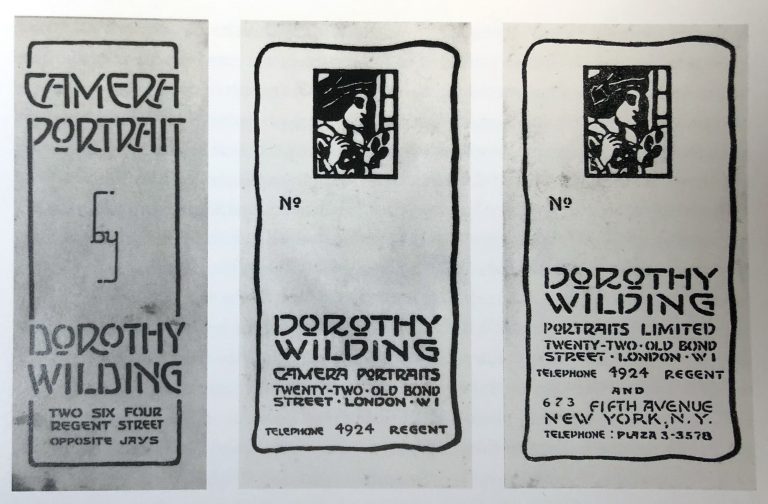 CAMERA
PORTRAIT
by
DOROTHY
WILDING
TWO SIX FOUR
REGENT STREET
OPPOSITE JAYS
Nº
DOROTHY
WILDING
CAMERA PORTRAITS
TWENTY-TWO·OLD BOND
STREET·LONDON·W1
TELEPHONE 4924 REGENT
Nº
DOROTHY
WILDING
PORTRAITS LIMITED
TWENTY-TWO·OLD BOND
STREET·LONDON·W1
TELEPHONE 4924 REGENT
AND
673 FIFTH AVENUE
NEW YORK, N.Y.
TELEPHONE: PLAZA 3-3578